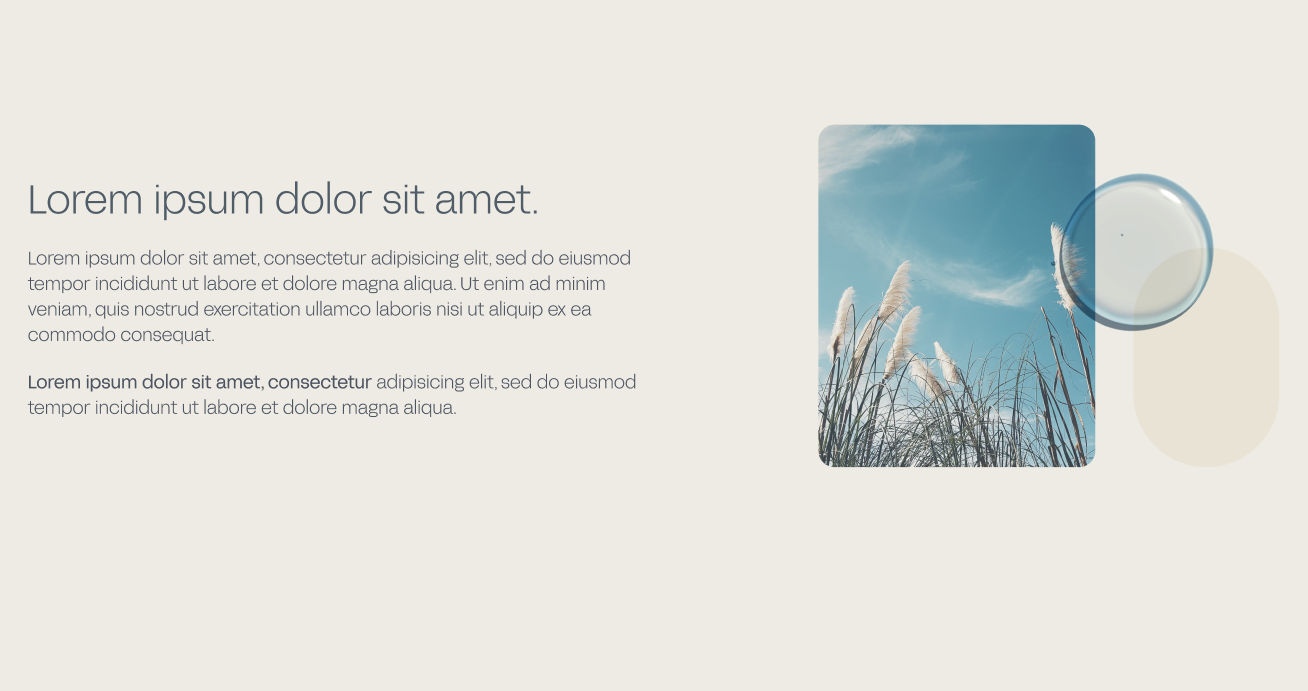 Lorem ipsum dolor sit amet.
Lorem ipsum dolor sit amet, consectetur adipisicing elit, sed do eiusmod
tempor incididunt ut labore et dolore magna aliqua. Ut enim ad minim
veniam, quis nostrud exercitation ullamco laboris nisi ut aliquip ex ea
commodo consequat.
Lorem ipsum dolor sit amet, consectetur adipisicing elit, sed do eiusmod
tempor incididunt ut labore et dolore magna aliqua.